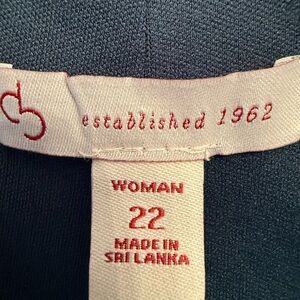 established 1962
WOMAN
22
MADE IN
SRI LANKA